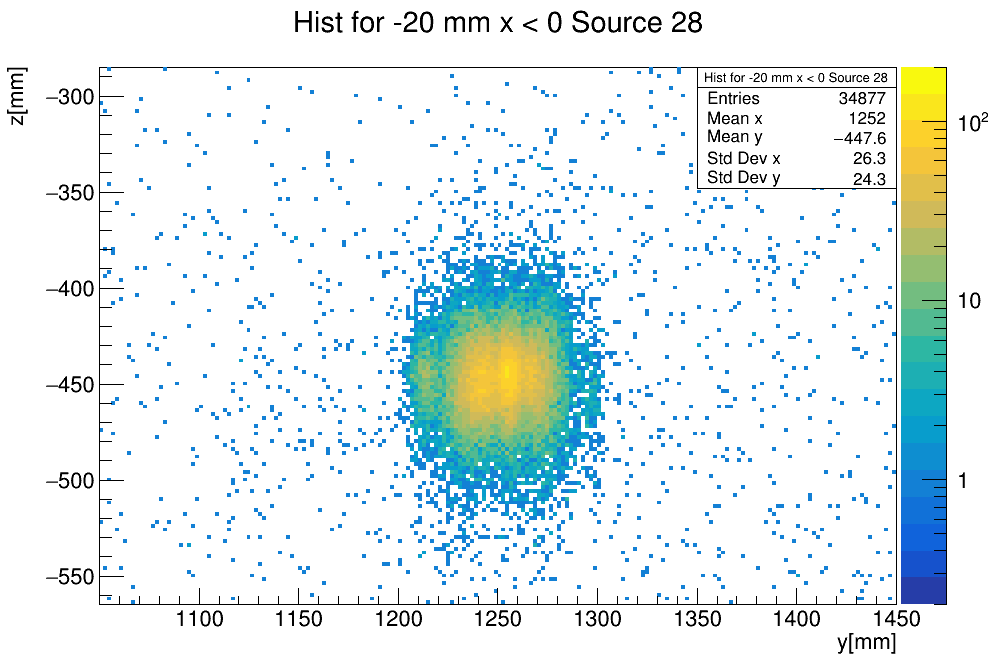 Hist for -20 mm x < 0 Source 28
z[mm]
Hist for -20 mm x < 0 Source 28
Entries 34877
Mean x 1252
Mean y −447.6
Std Dev x 26.3
Std Dev y 24.3
−300
−350
−400
−450
−500
−550
10²
10
1
1100 1150 1200 1250 1300 1350 1400 1450
y[mm]